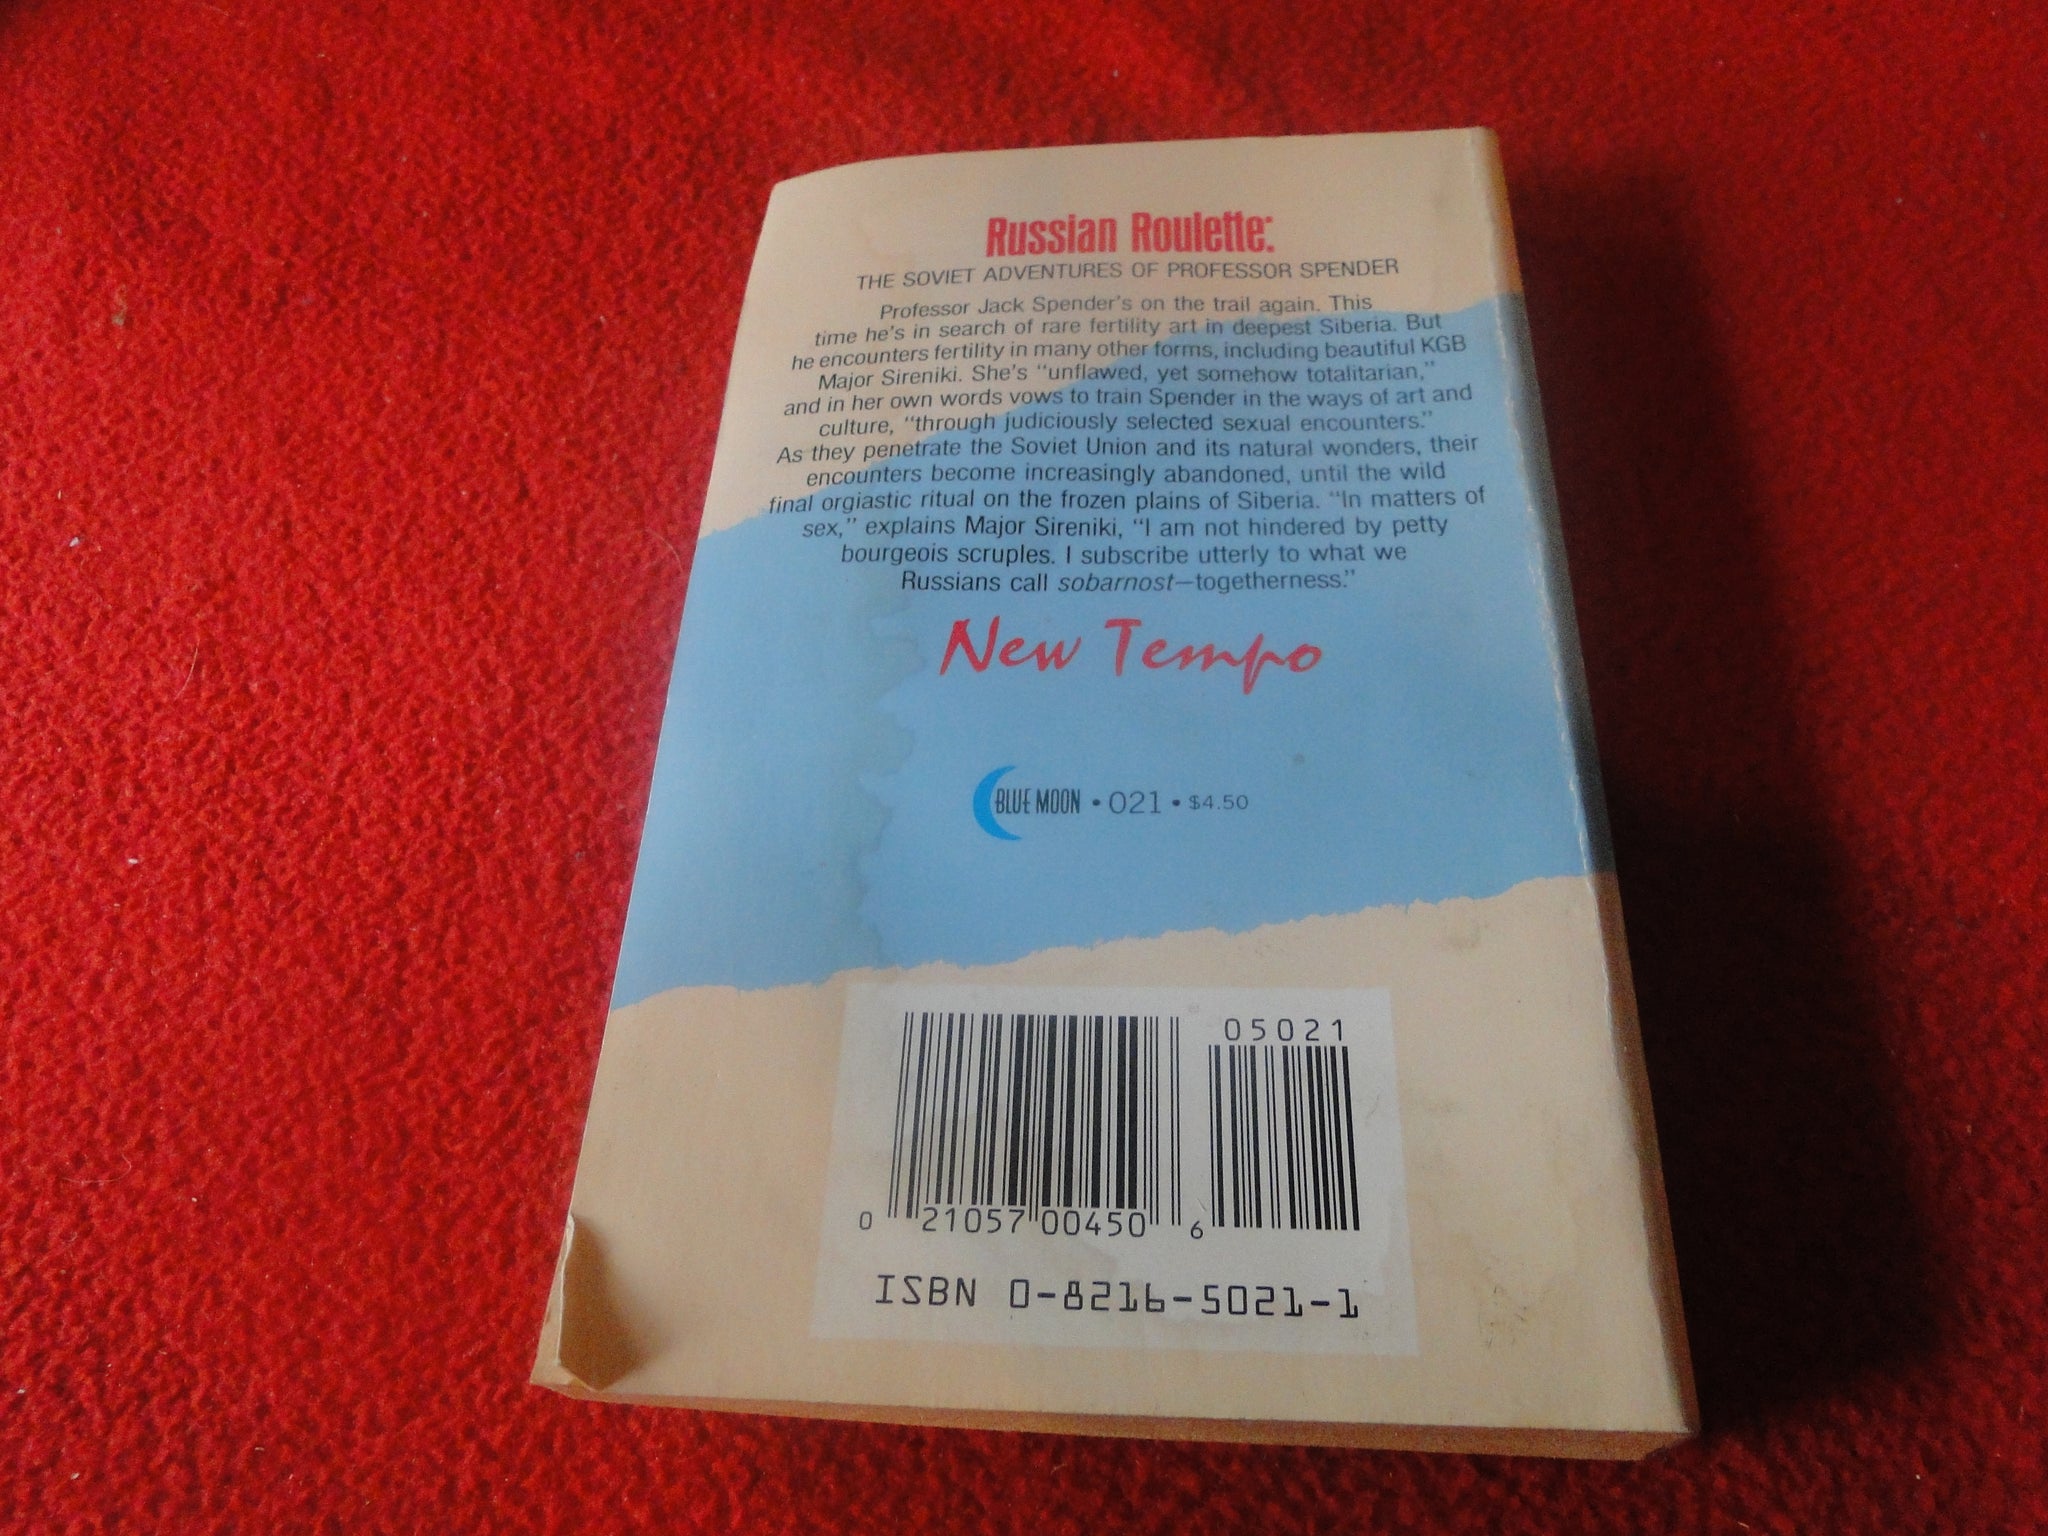 Russian Roulette:
THE SOVIET ADVENTURES OF PROFESSOR SPENDER
Professor Jack Spender's on the trail again. This
time he's in search of rare fertility art in deepest Siberia. But
he encounters fertility in many other forms, including beautiful KGB
Major Sireniki. She's "unflawed, yet somehow totalitarian,"
and in her own words vows to train Spender in the ways of art and
culture, "through judiciously selected sexual encounters."
As they penetrate the Soviet Union and its natural wonders, their
encounters become increasingly abandoned, until the wild
final orgiastic ritual on the frozen plains of Siberia. "In matters of
sex," explains Major Sireniki, "I am not hindered by petty
bourgeois scruples. I subscribe utterly to what we
Russians call sobarnost—togetherness."
New Tempo
BLUE MOON • 021 • $4.50
05021
0 21057 00450 6
ISBN 0-8216-5021-1